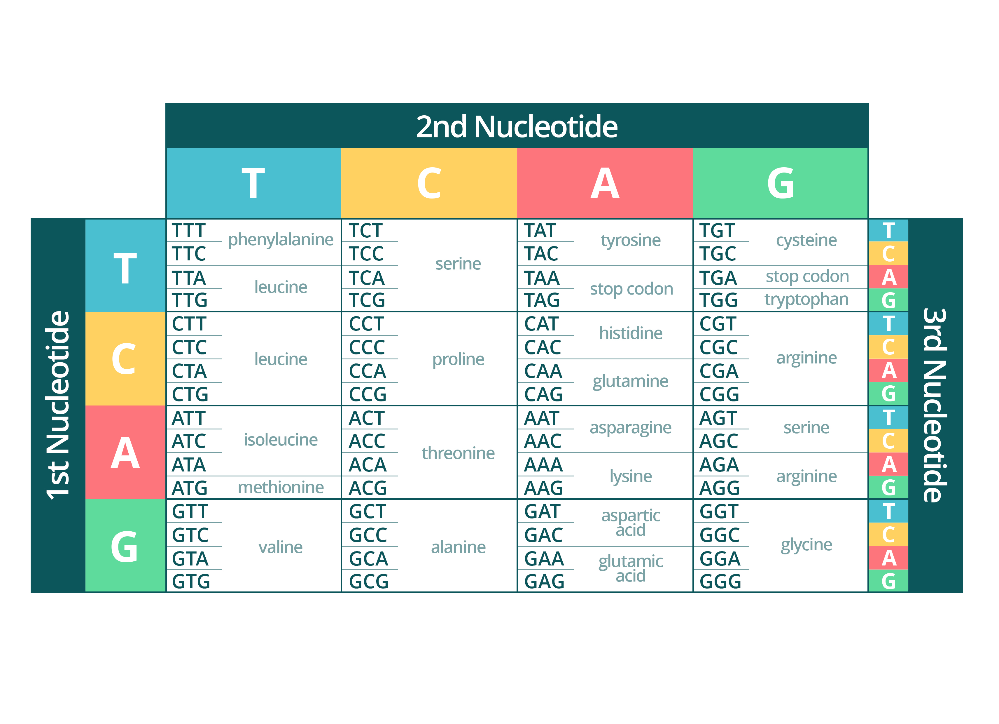 2nd Nucleotide
T C A G
1st Nucleotide
3rd Nucleotide
T
TTT phenylalanine TCT serine TAT tyrosine TGT cysteine T
TTC TCC TAC TGC C
TTA leucine TCA TAA stop codon TGA stop codon A
TTG TCG TAG TGG tryptophan G
C
CTT leucine CCT proline CAT histidine CGT arginine T
CTC CCC CAC CGC C
CTA CCA CAA glutamine CGA A
CTG CCG CAG CGG G
A
ATT isoleucine ACT threonine AAT asparagine AGT serine T
ATC ACC AAC AGC C
ATA ACA AAA lysine AGA arginine A
ATG methionine ACG AAG AGG G
G
GTT valine GCT alanine GAT aspartic GGT glycine T
GTC GCC GAC acid GGC C
GTA GCA GAA glutamic GGA A
GTG GCG GAG acid GGG G